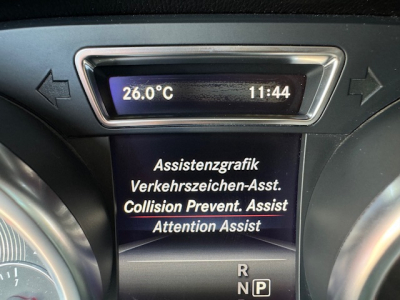 26.0°C 11:44
Assistenzgrafik
Verkehrszeichen-Asst.
Collision Prevent. Assist
Attention Assist
R
N P